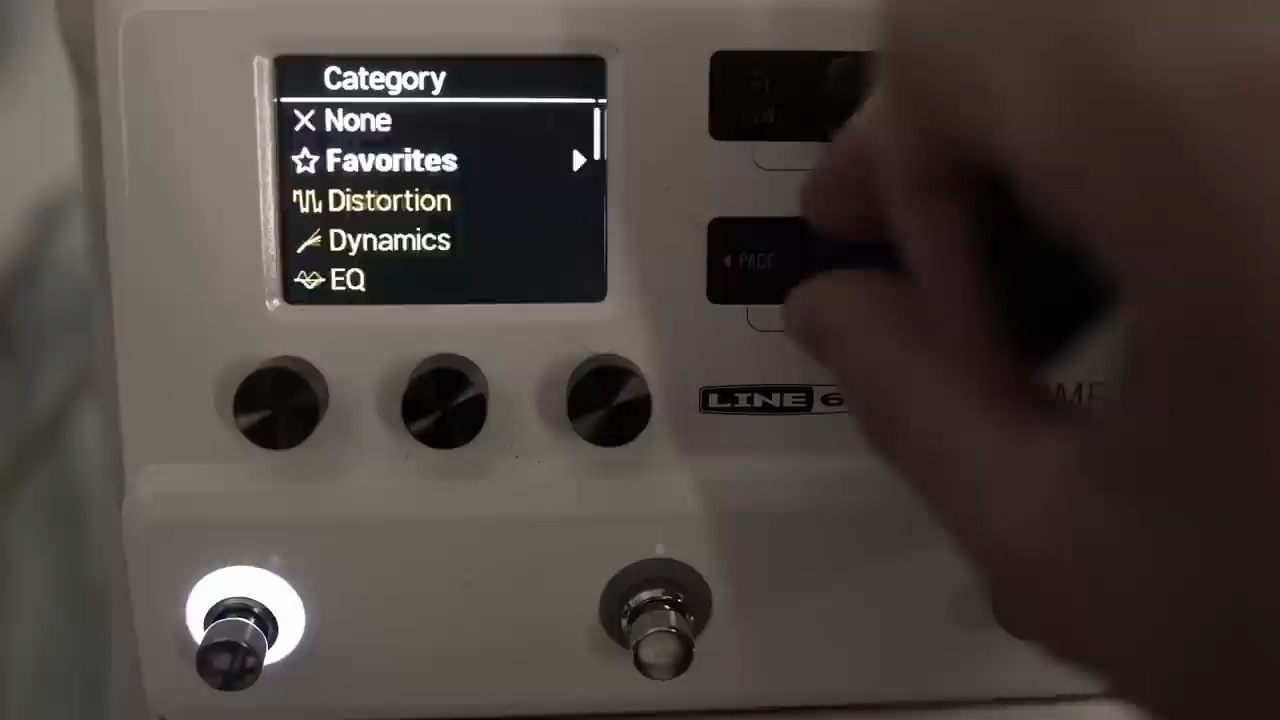 Category
None
Favorites
Distortion
Dynamics
EQ
PAGE
LINE 6